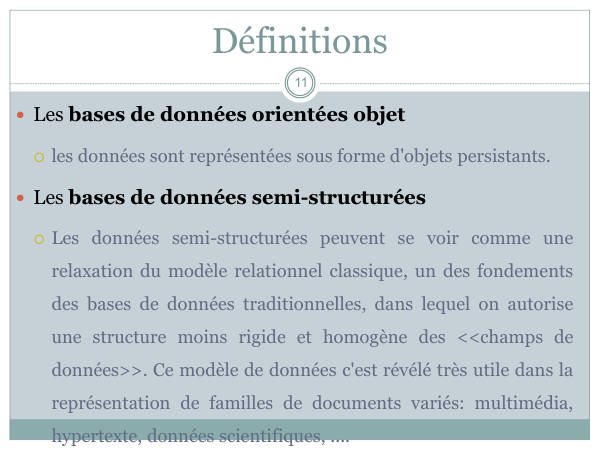 Définitions
11
Les bases de données orientées objet
les données sont représentées sous forme d'objets persistants.
Les bases de données semi-structurées
Les données semi-structurées peuvent se voir comme une
relaxation du modèle relationnel classique, un des fondements
des bases de données traditionnelles, dans lequel on autorise
une structure moins rigide et homogène des <<champs de
données>>. Ce modèle de données c'est révélé très utile dans la
représentation de familles de documents variés: multimédia,
hypertexte, données scientifiques, ....